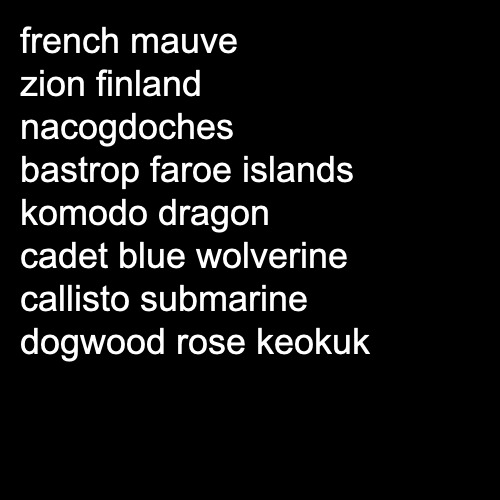 french mauve
zion finland
nacogdoches
bastrop faroe islands
komodo dragon
cadet blue wolverine
callisto submarine
dogwood rose keokuk